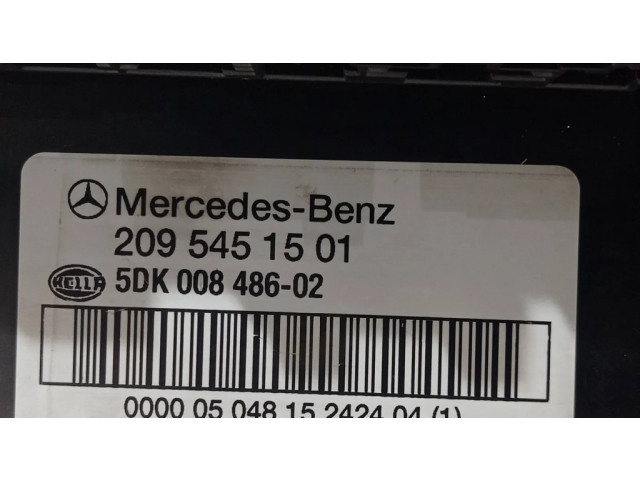 Mercedes-Benz
209 545 15 01
HELLA 5DK 008 486-02
0000 05 048 15 2424 04 (1)